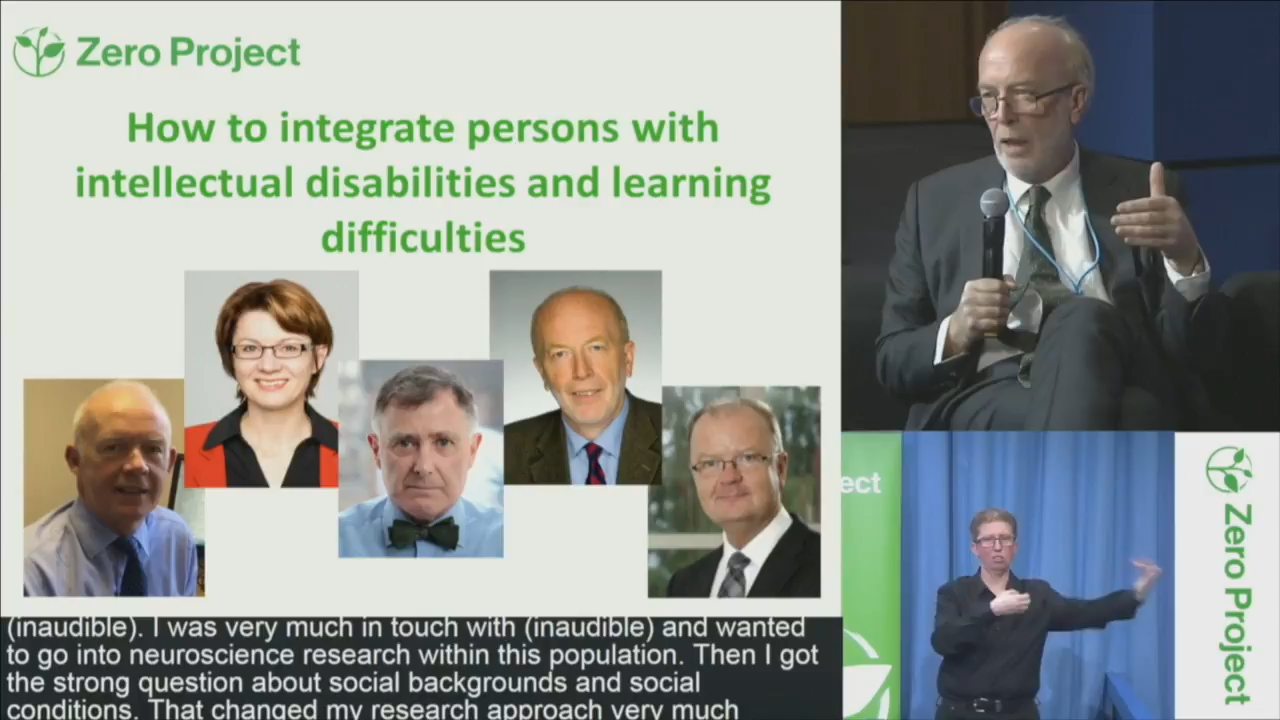 Zero Project
How to integrate persons with
intellectual disabilities and learning
difficulties
(inaudible). I was very much in touch with (inaudible) and wanted
to go into neuroscience research within this population. Then I got
the strong question about social backgrounds and social
conditions. That changed my research approach very much
ect
Zero Project